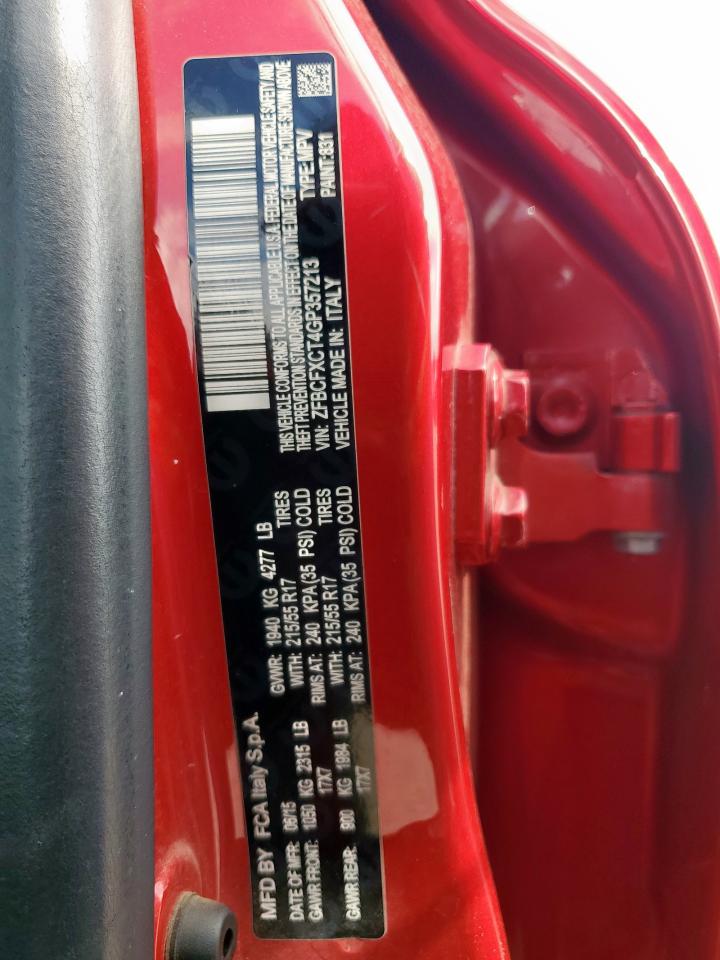 MFD BY FCA Italy S.p.A.
DATE OF MFR: 06/15 GVWR: 1940 KG 4277 LB
GAWR FRONT: 1050 KG 2315 LB WITH: 215/55 R17 TIRES
17X7 RIMS AT: 240 KPA (35 PSI) COLD
GAWR REAR: 900 KG 1984 LB WITH: 215/55 R17 TIRES
17X7 RIMS AT: 240 KPA (35 PSI) COLD
THIS VEHICLE CONFORMS TO ALL APPLICABLE U.S.A. FEDERAL MOTOR VEHICLE SAFETY AND
THEFT PREVENTION STANDARDS IN EFFECT ON THE DATE OF MANUFACTURE SHOWN ABOVE
VIN: ZFBCFXCT4GP357213 TYPE: MPV
VEHICLE MADE IN: ITALY PAINT: 831